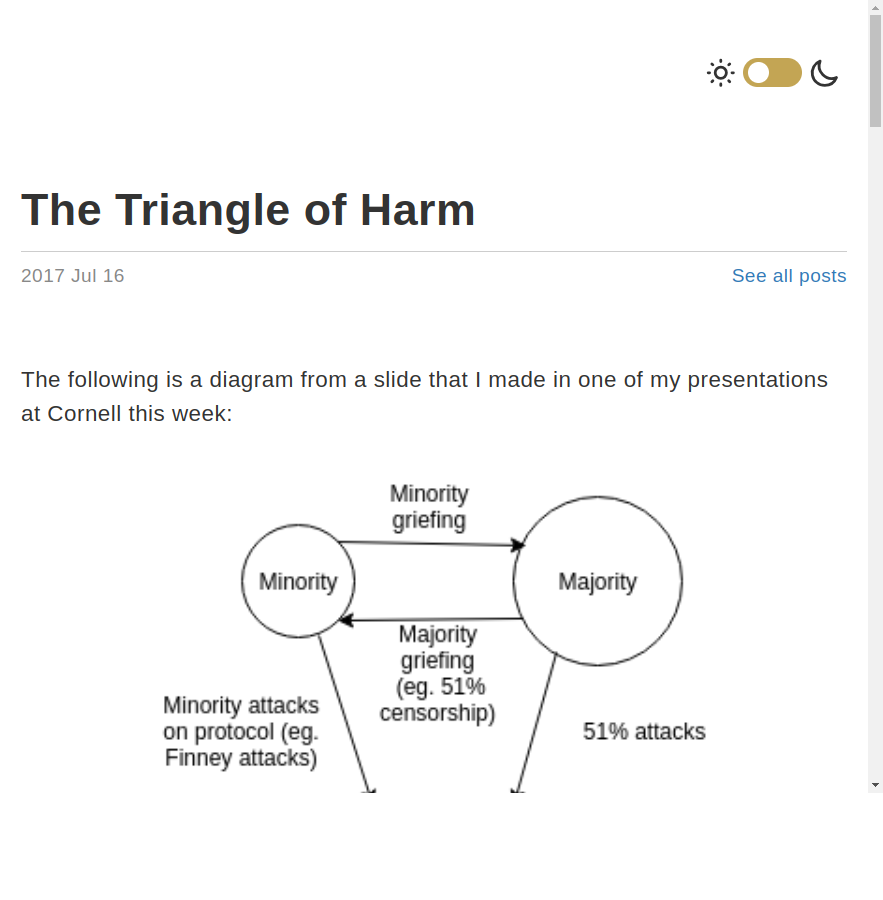 The Triangle of Harm
2017 Jul 16
See all posts
The following is a diagram from a slide that I made in one of my presentations
at Cornell this week:
Minority
griefing
Minority
Majority
Majority
griefing
(eg. 51%
censorship)
Minority attacks
on protocol (eg.
Finney attacks)
51% attacks